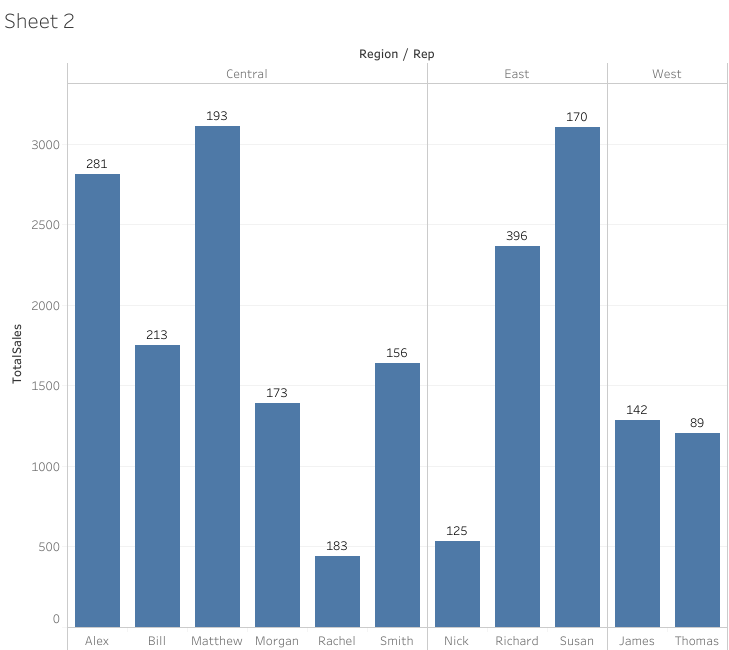 Sheet 2
Region / Rep
Central East West
TotalSales
3000
2500
2000
1500
1000
500
0
281 213 193 173 183 156 125 396 170 142 89
Alex Bill Matthew Morgan Rachel Smith Nick Richard Susan James Thomas